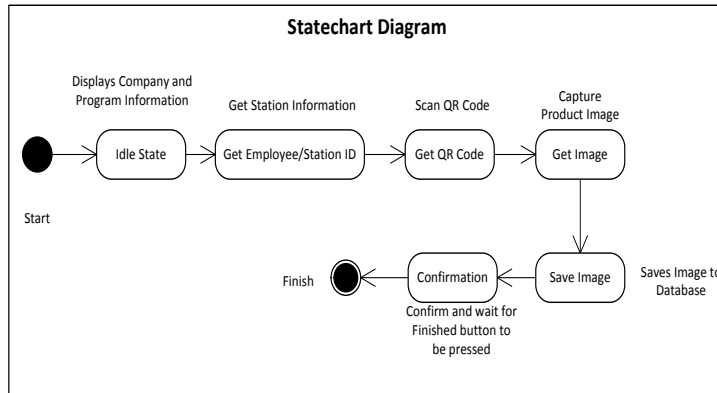 Statechart Diagram
Displays Company and
Program Information
Get Station Information
Scan QR Code
Capture
Product Image
Idle State
Get Employee/Station ID
Get QR Code
Get Image
Start
Finish
Confirmation
Save Image
Saves Image to
Database
Confirm and wait for
Finished button to
be pressed